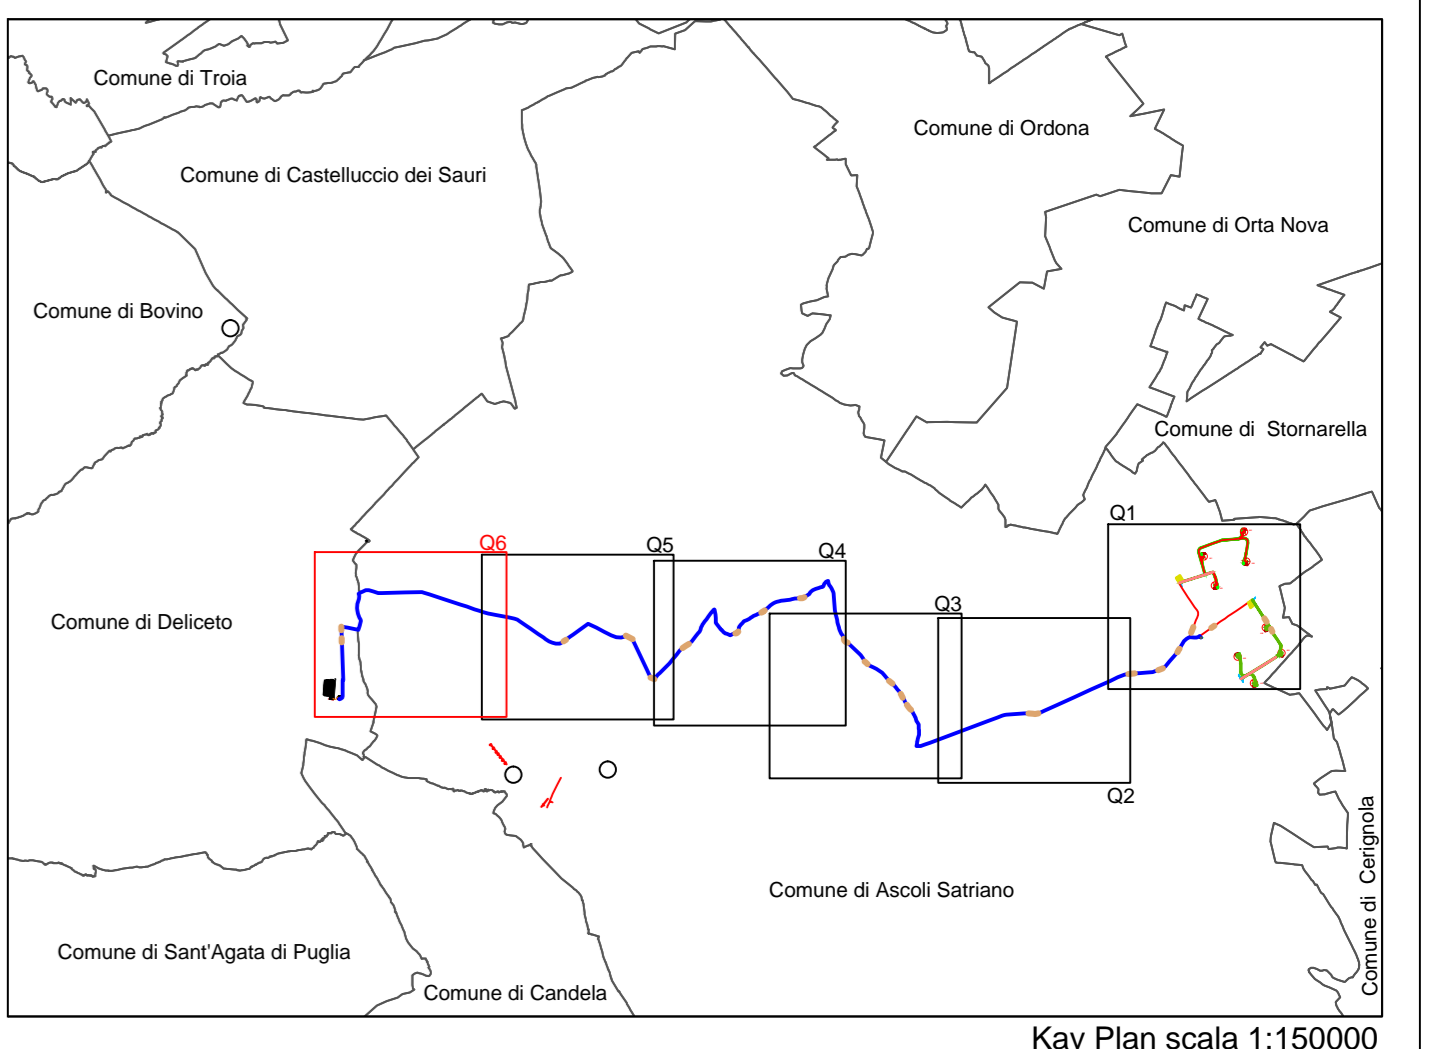 Comune di Troia
Comune di Ordona
Comune di Castelluccio dei Sauri
Comune di Orta Nova
Comune di Bovino
Comune di  Stornarella
Q1
Q6
Q5
Q4
Q3
Comune di Deliceto
Q2
Comune di Ascoli Satriano
Comune di  Cerignola
Comune di Sant'Agata di Puglia
Comune di Candela
Kay Plan scala 1:150000